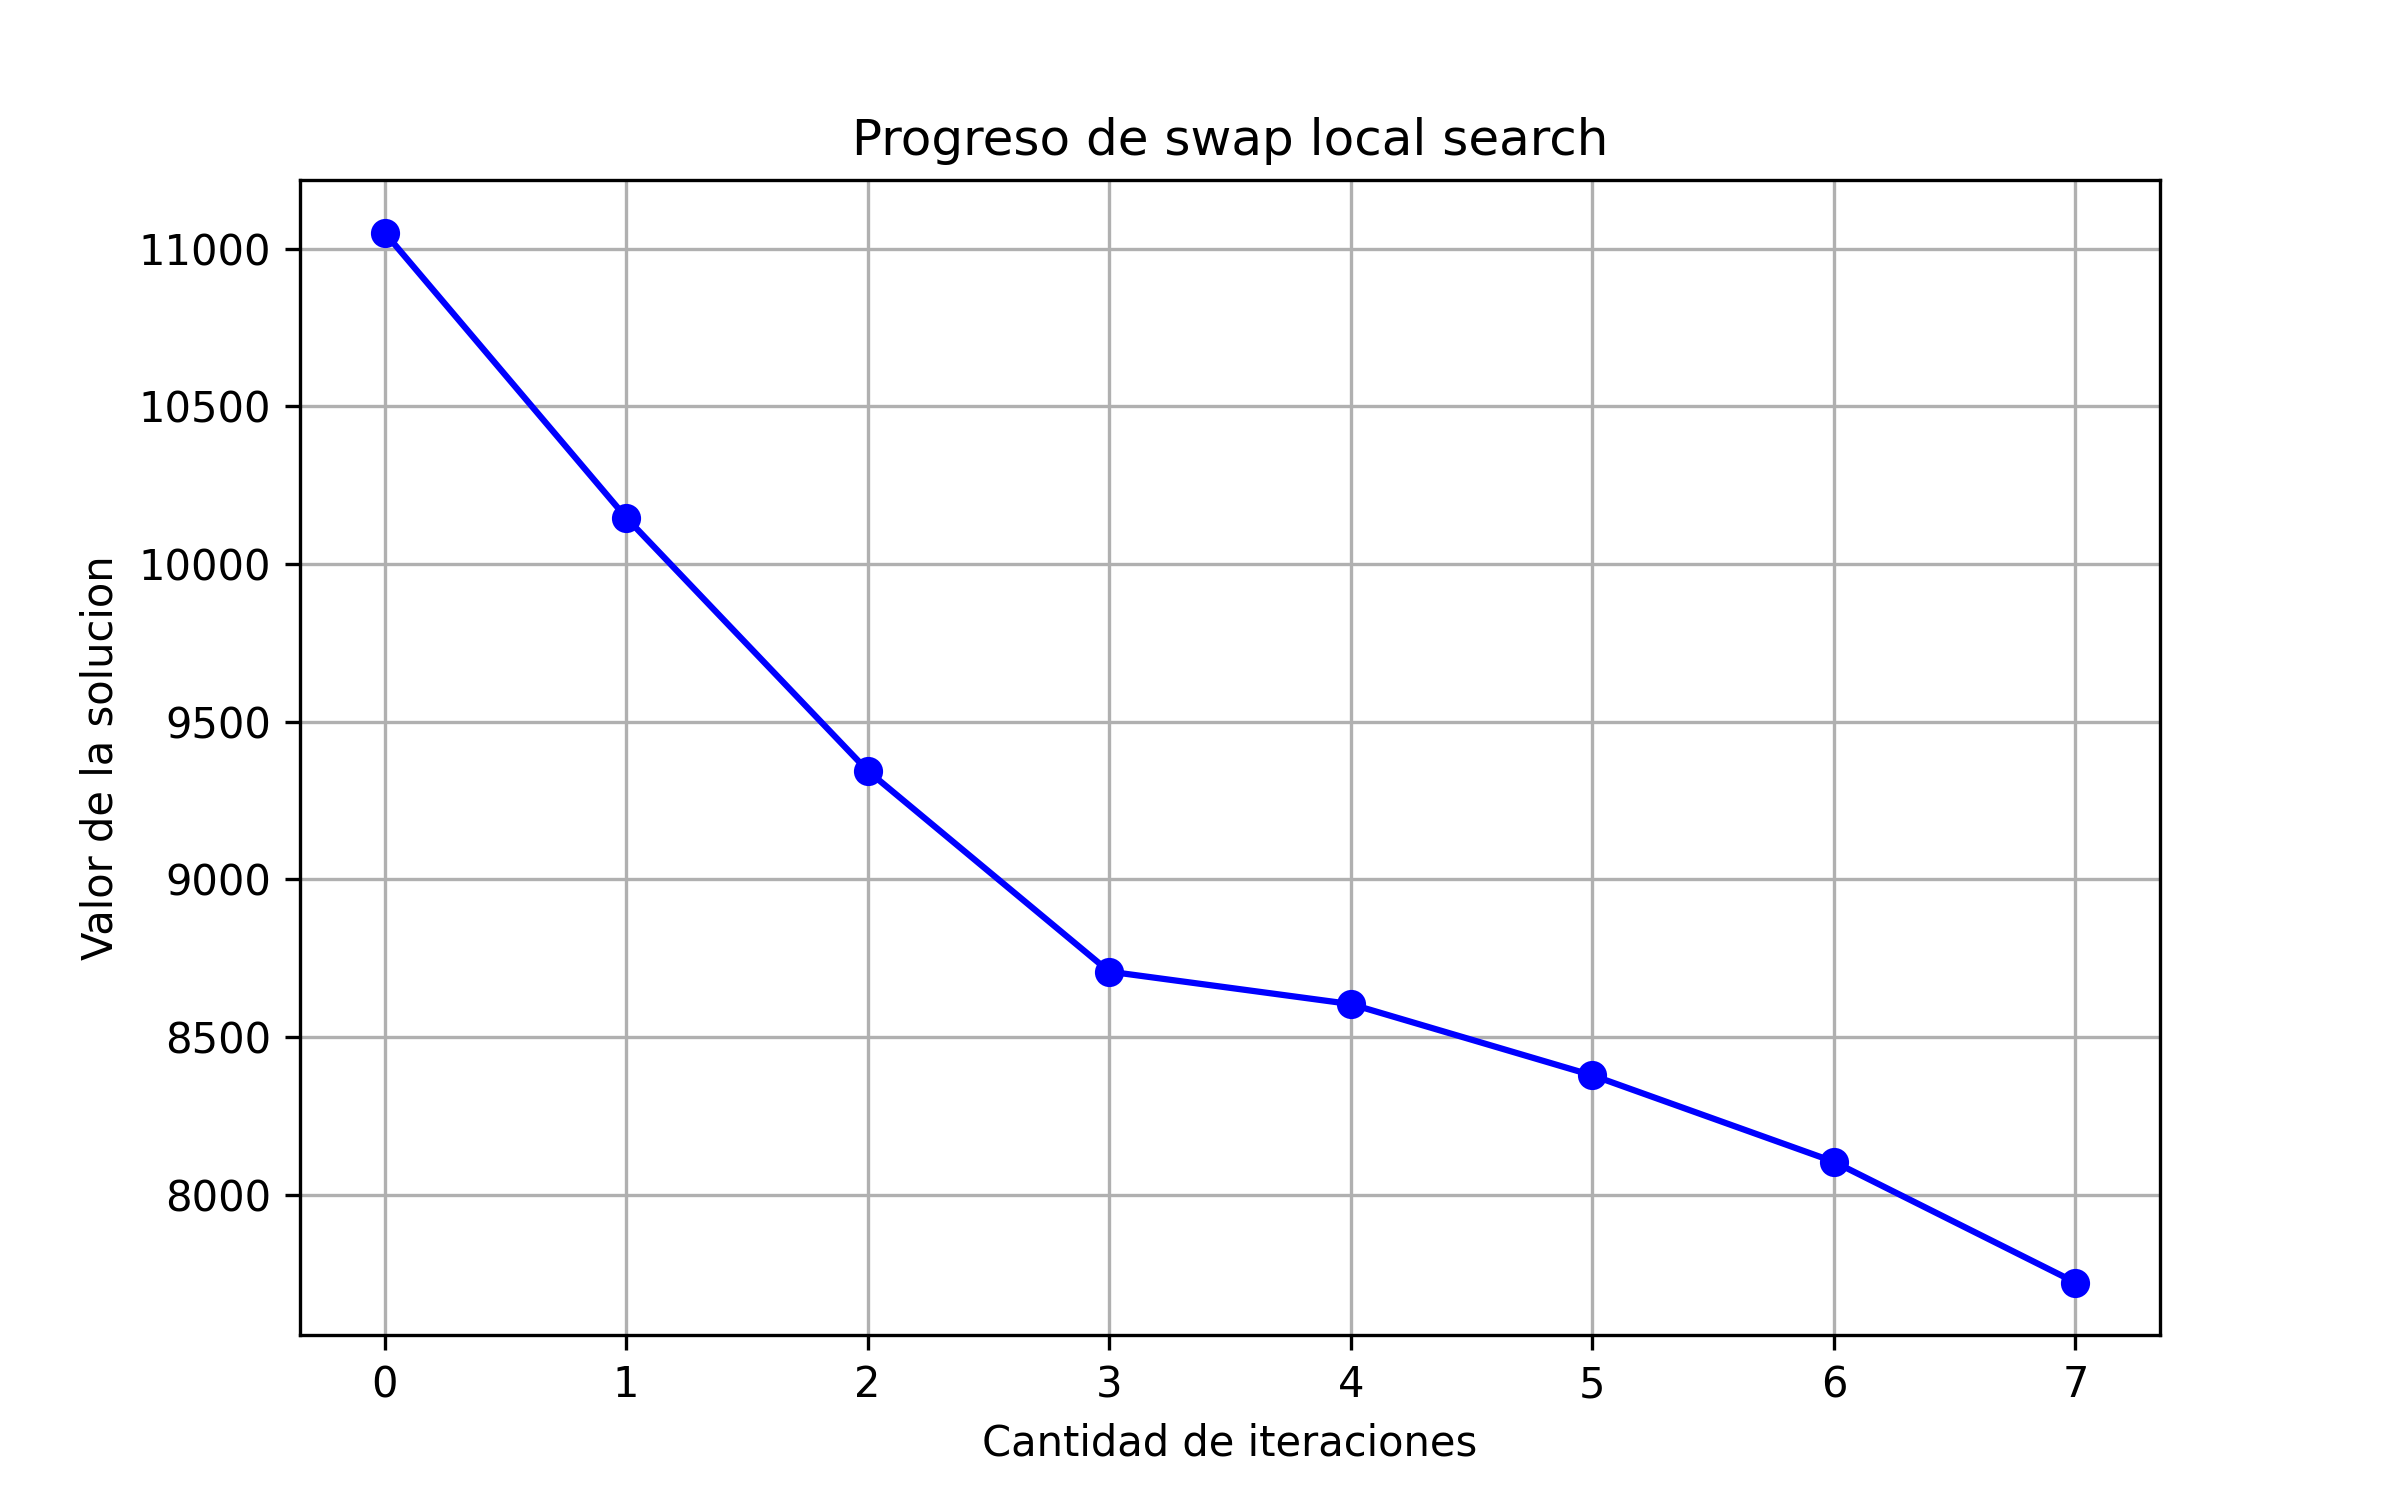 Progreso de swap local search
Valor de la solucion
11000
10500
10000
9500
9000
8500
8000
0 1 2 3 4 5 6 7
Cantidad de iteraciones